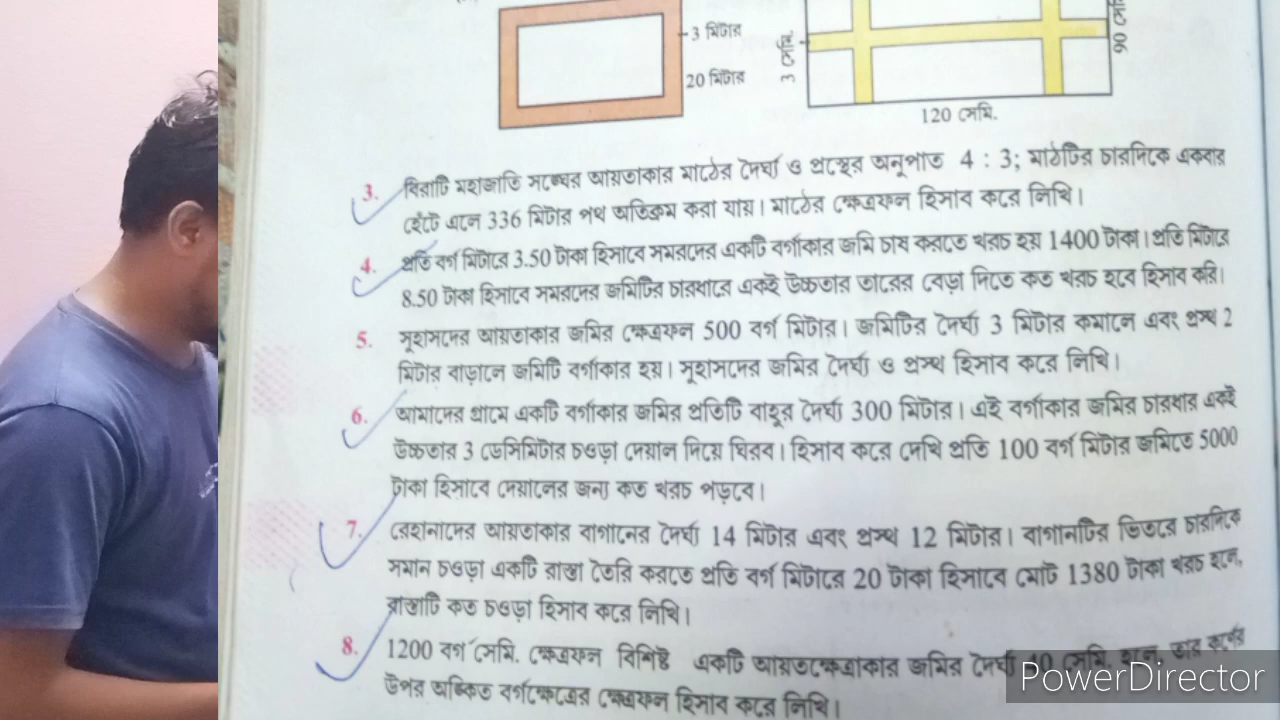 3 মিটার
20 মিটার
3 সেমি.
90 সেমি
120 সেমি.
3. বিরাটি মহাজাতি সঙ্ঘের আয়তাকার মাঠের দৈর্ঘ্য ও প্রস্থের অনুপাত 4 : 3; মাঠটির চারদিকে একবার
হেঁটে এলে 336 মিটার পথ অতিক্রম করা যায়। মাঠের ক্ষেত্রফল হিসাব করে লিখি।
4. প্রতি বর্গ মিটারে 3.50 টাকা হিসাবে সমরদের একটি বর্গাকার জমি চাষ করতে খরচ হয় 1400 টাকা। প্রতি মিটারে
8.50 টাকা হিসাবে সমরদের জমিটির চারধারে একই উচ্চতার তারের বেড়া দিতে কত খরচ হবে হিসাব করি।
5. সুহাসদের আয়তাকার জমির ক্ষেত্রফল 500 বর্গ মিটার। জমিটির দৈর্ঘ্য 3 মিটার কমালে এবং প্রস্থ 2
মিটার বাড়ালে জমিটি বর্গাকার হয়। সুহাসদের জমির দৈর্ঘ্য ও প্রস্থ হিসাব করে লিখি।
6. আমাদের গ্রামে একটি বর্গাকার জমির প্রতিটি বাহুর দৈর্ঘ্য 300 মিটার। এই বর্গাকার জমির চারধার একই
উচ্চতার 3 ডেসিমিটার চওড়া দেয়াল দিয়ে ঘিরব। হিসাব করে দেখি প্রতি 100 বর্গ মিটার জমিতে 5000
টাকা হিসাবে দেয়ালের জন্য কত খরচ পড়বে।
7. রেহানাদের আয়তাকার বাগানের দৈর্ঘ্য 14 মিটার এবং প্রস্থ 12 মিটার। বাগানটির ভিতরে চারদিকে
সমান চওড়া একটি রাস্তা তৈরি করতে প্রতি বর্গ মিটারে 20 টাকা হিসাবে মোট 1380 টাকা খরচ হলে,
রাস্তাটি কত চওড়া হিসাব করে লিখি।
8. 1200 বর্গ সেমি. ক্ষেত্রফল বিশিষ্ট একটি আয়তক্ষেত্রাকার জমির দৈর্ঘ্য 40 সেমি. হলে, তার কর্ণের
উপর অঙ্কিত বর্গক্ষেত্রের ক্ষেত্রফল হিসাব করে লিখি।
PowerDirector